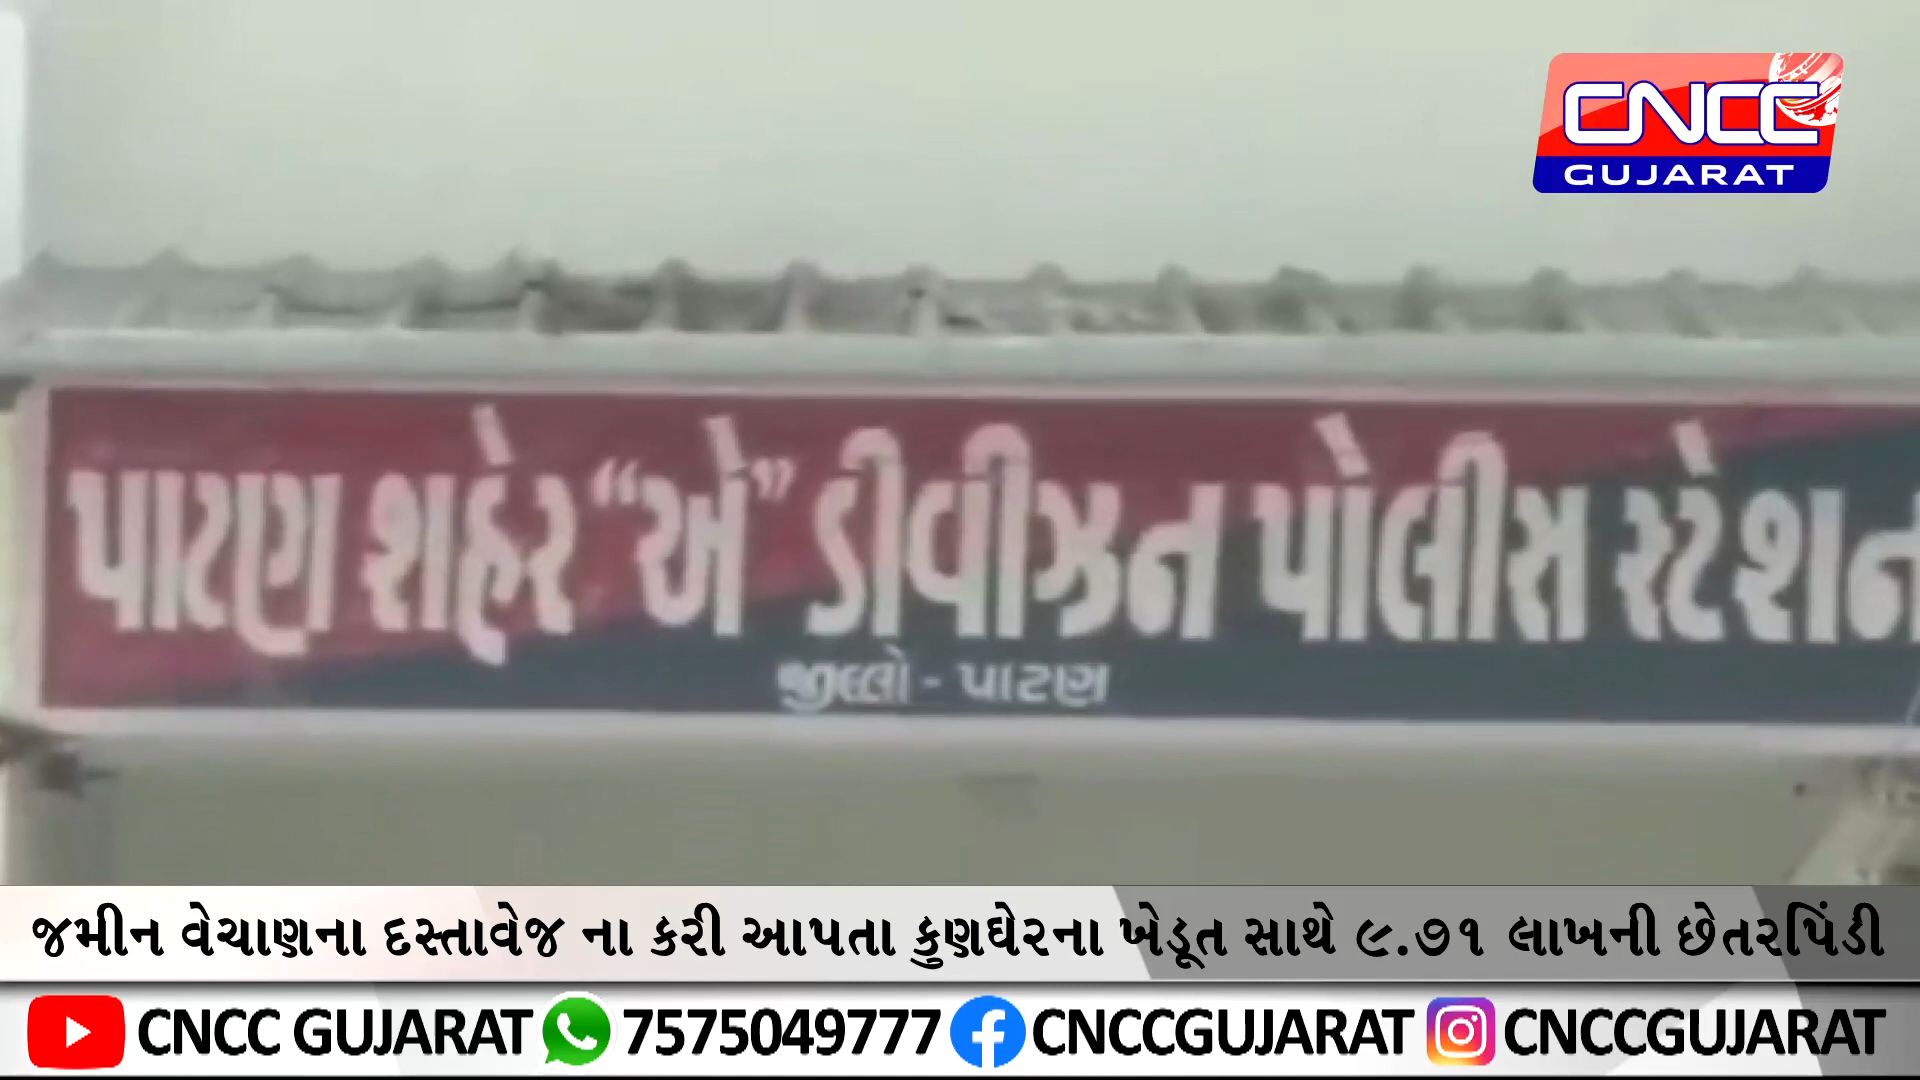 CNCC
GUJARAT
પાટણ શહેર “એ” ડીવીઝન પોલીસ સ્ટેશન
જીલ્લો - પાટણ
જમીન વેચાણના દસ્તાવેજ ના કરી આપતા કુણઘેરના ખેડૂત સાથે ૯.૭૧ લાખની છેતરપિંડી
CNCC GUJARAT 7575049777 CNCCGUJARAT CNCCGUJARAT